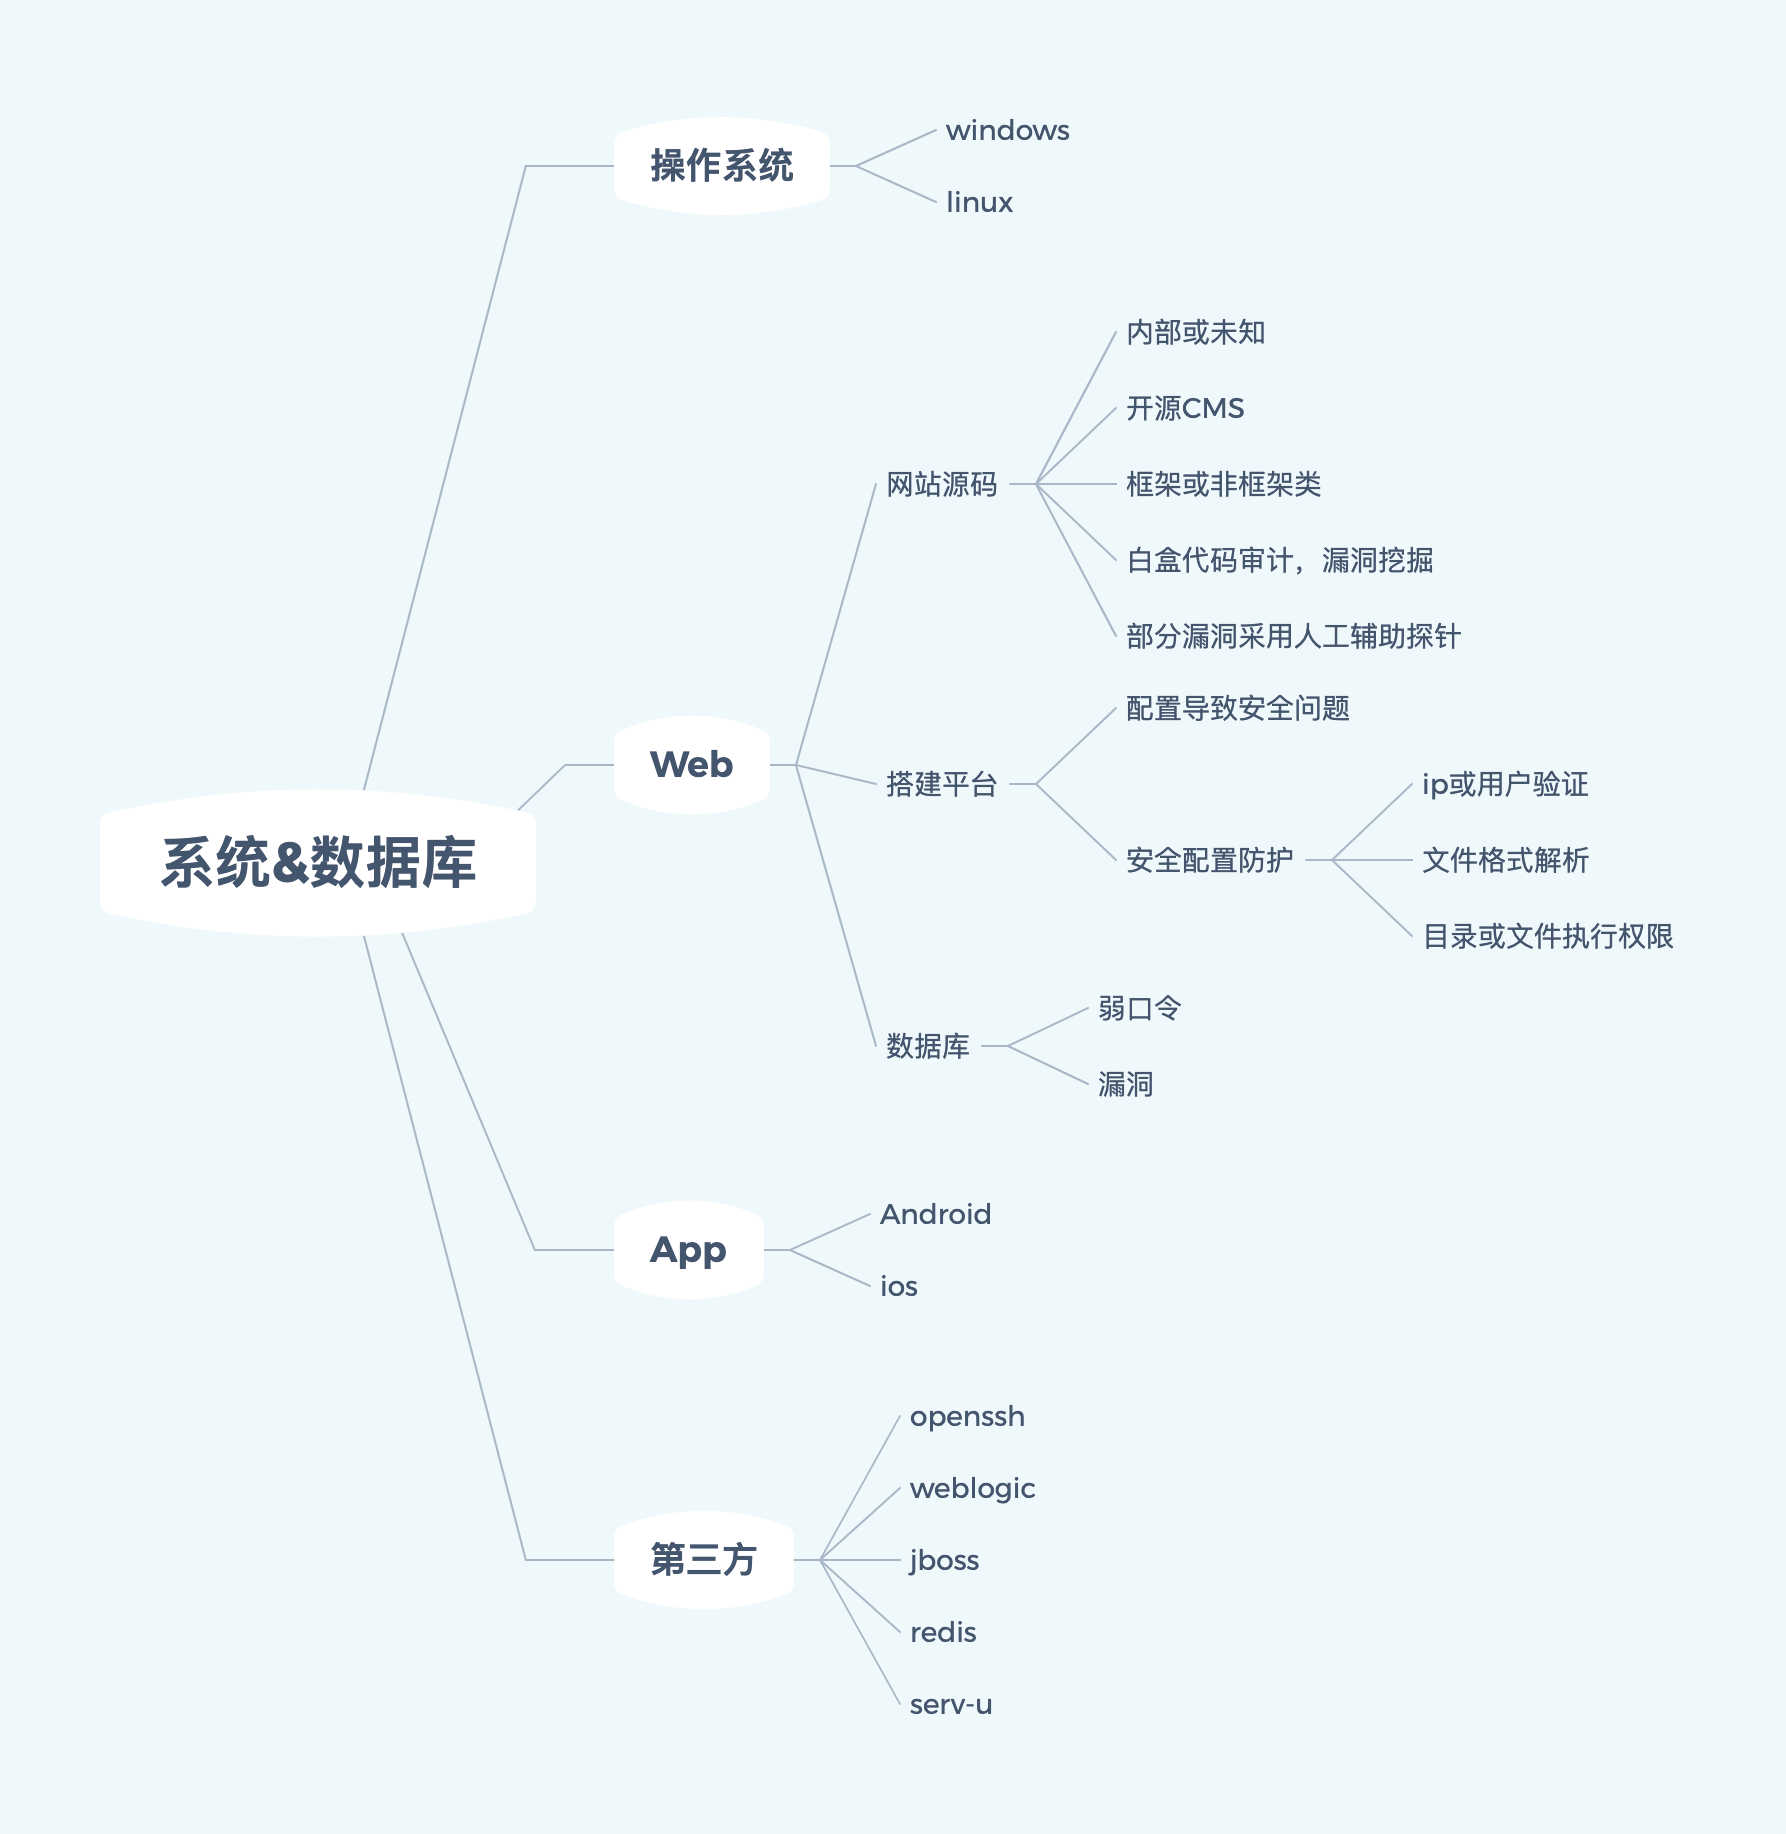 系统&数据库
操作系统
windows
linux
Web
网站源码
内部或未知
开源CMS
框架或非框架类
白盒代码审计，漏洞挖掘
部分漏洞采用人工辅助探针
搭建平台
配置导致安全问题
安全配置防护
ip或用户验证
文件格式解析
目录或文件执行权限
数据库
弱口令
漏洞
App
Android
ios
第三方
openssh
weblogic
jboss
redis
serv-u